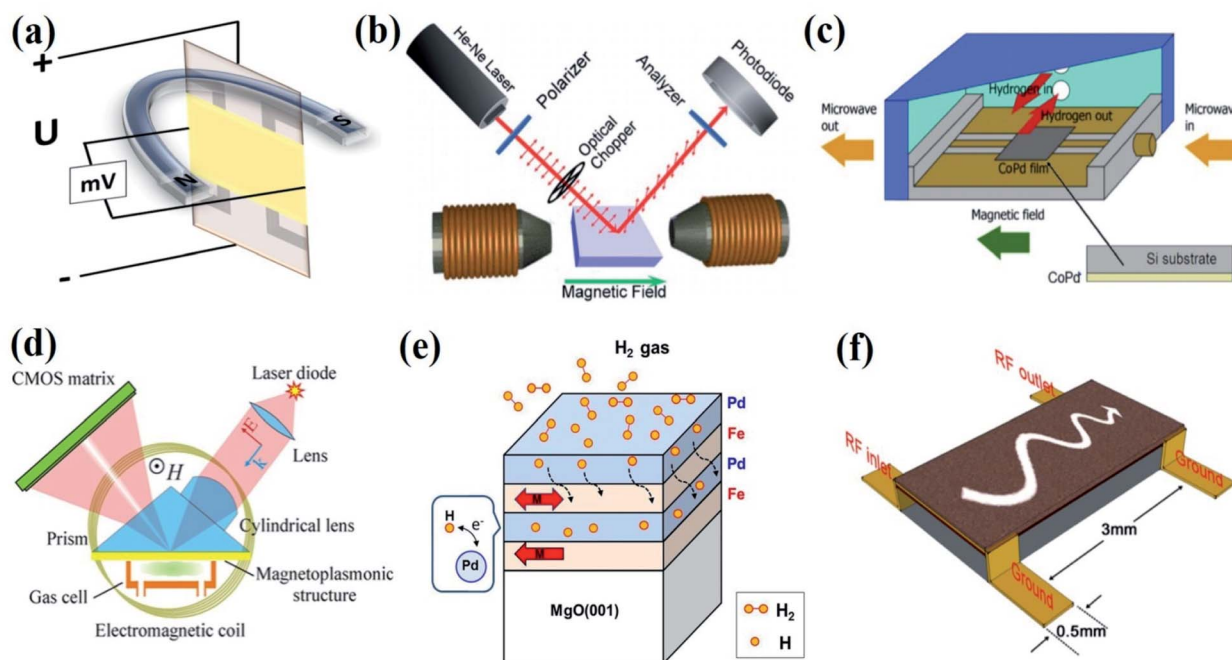 (a)
+
U
mV
-
N
S
(b)
He-Ne Laser
Polarizer
Optical
Chopper
Analyzer
Photodiode
Magnetic Field
(c)
Hydrogen in
Hydrogen out
Microwave
out
Microwave
in
CoPd film
Magnetic field
Si substrate
CoPd
(d)
CMOS matrix
Laser diode
H
E
k
Lens
Prism
Cylindrical lens
Gas cell
Magnetoplasmonic
structure
Electromagnetic coil
(e)
H2 gas
Pd
Fe
Pd
Fe
M
M
H
e-
Pd
MgO(001)
H2
H
(f)
RF outlet
RF inlet
Ground
3mm
Ground
0.5mm